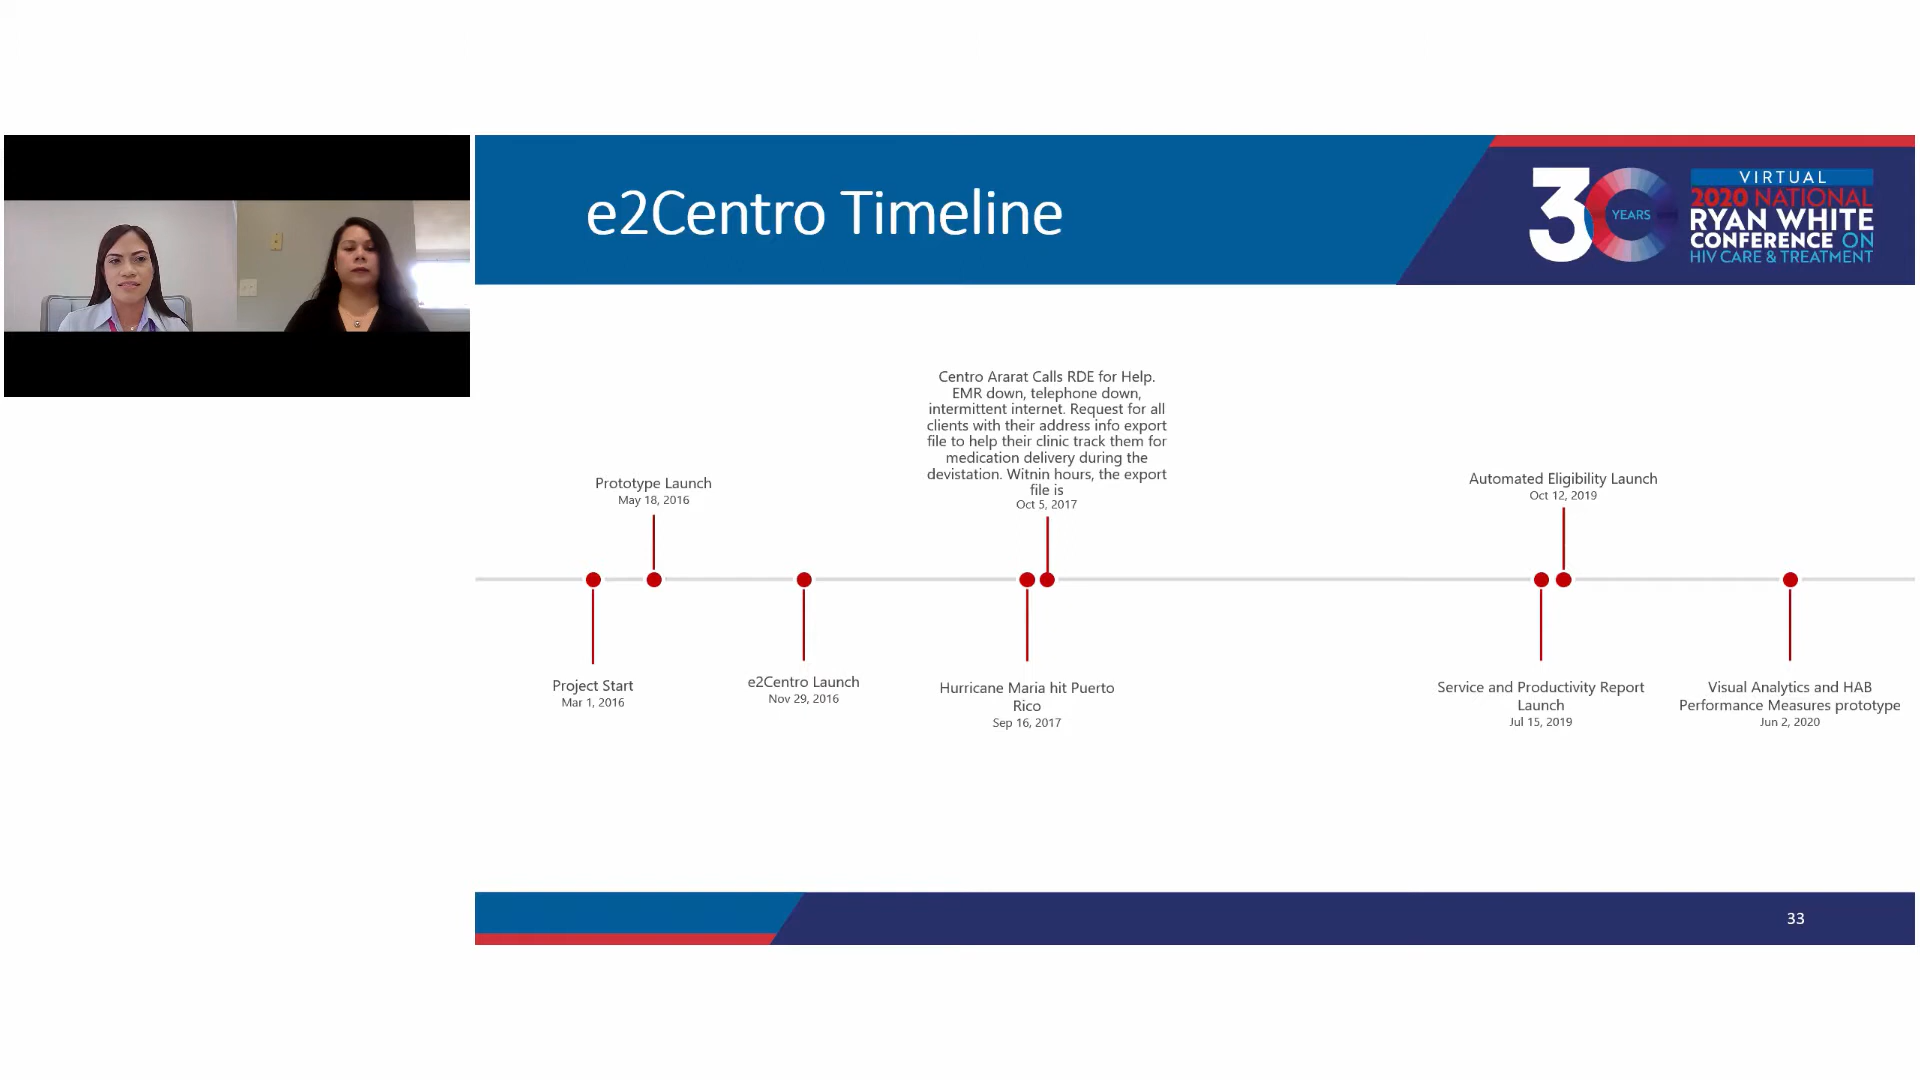 e2Centro Timeline
30
YEARS
VIRTUAL
2020 NATIONAL
RYAN WHITE
CONFERENCE ON
HIV CARE & TREATMENT
Centro Ararat Calls RDE for Help.
EMR down, telephone down,
intermittent internet. Request for all
clients with their address info export
file to help their clinic track them for
medication delivery during the
devistation. Witnin hours, the export
file is
Oct 5, 2017
Prototype Launch
May 18, 2016
Automated Eligibility Launch
Oct 12, 2019
Project Start
Mar 1, 2016
e2Centro Launch
Nov 29, 2016
Hurricane Maria hit Puerto
Rico
Sep 16, 2017
Service and Productivity Report
Launch
Jul 15, 2019
Visual Analytics and HAB
Performance Measures prototype
Jun 2, 2020
33